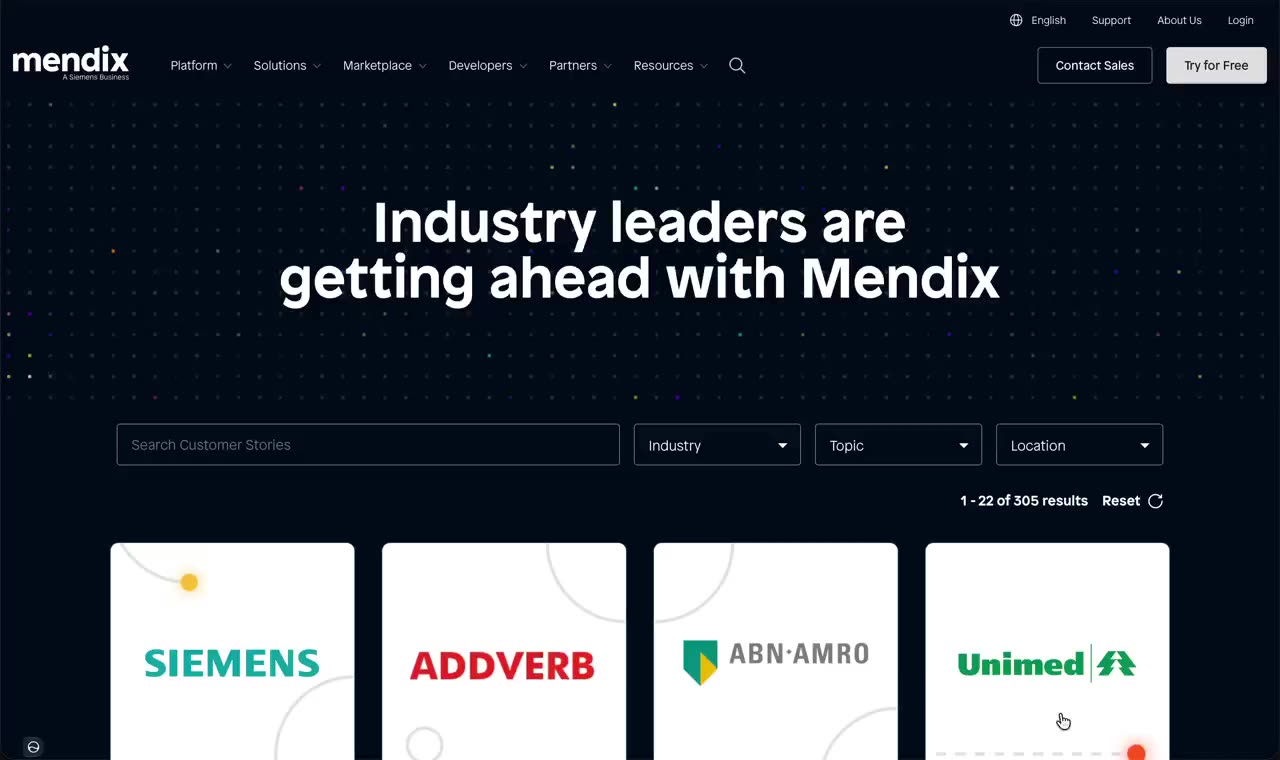 English Support About Us Login
mendix
A Siemens Business
Platform Solutions Marketplace Developers Partners Resources
Contact Sales Try for Free
Industry leaders are
getting ahead with Mendix
Search Customer Stories Industry Topic Location
1 - 22 of 305 results Reset
SIEMENS
ADDVERB
ABN·AMRO
Unimed